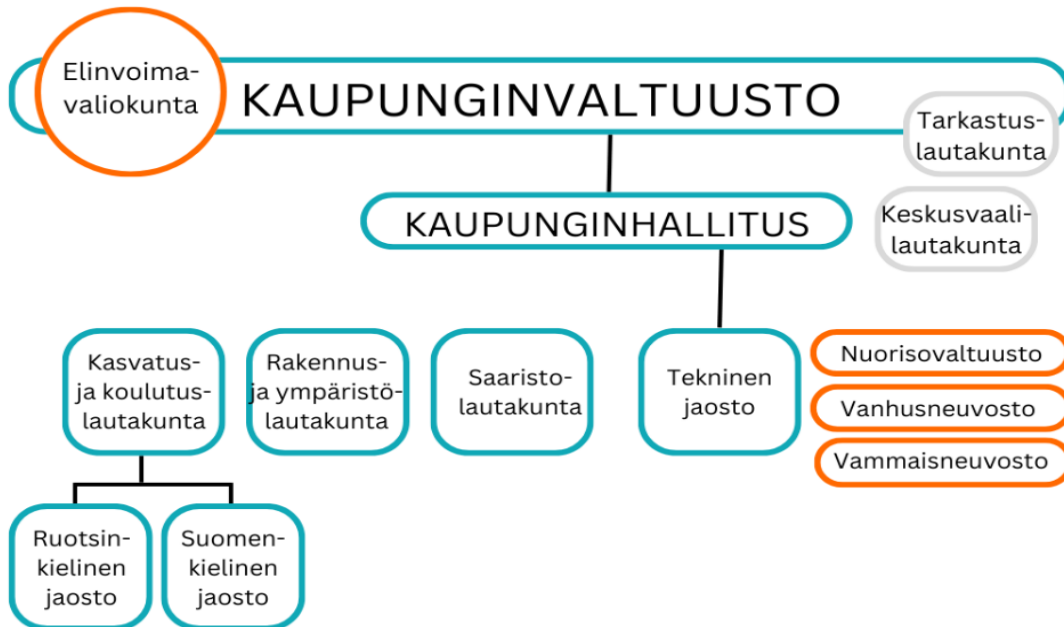 Elinvoima-
valiokunta
KAUPUNGINVALTUUSTO
Tarkastus-
lautakunta
KAUPUNGINHALLITUS
Keskusvaali-
lautakunta
Kasvatus-
ja koulutus-
lautakunta
Rakennus-
ja ympäristö-
lautakunta
Saaristo-
lautakunta
Tekninen
jaosto
Nuorisovaltuusto
Vanhusneuvosto
Vammaisneuvosto
Ruotsin-
kielinen
jaosto
Suomen-
kielinen
jaosto